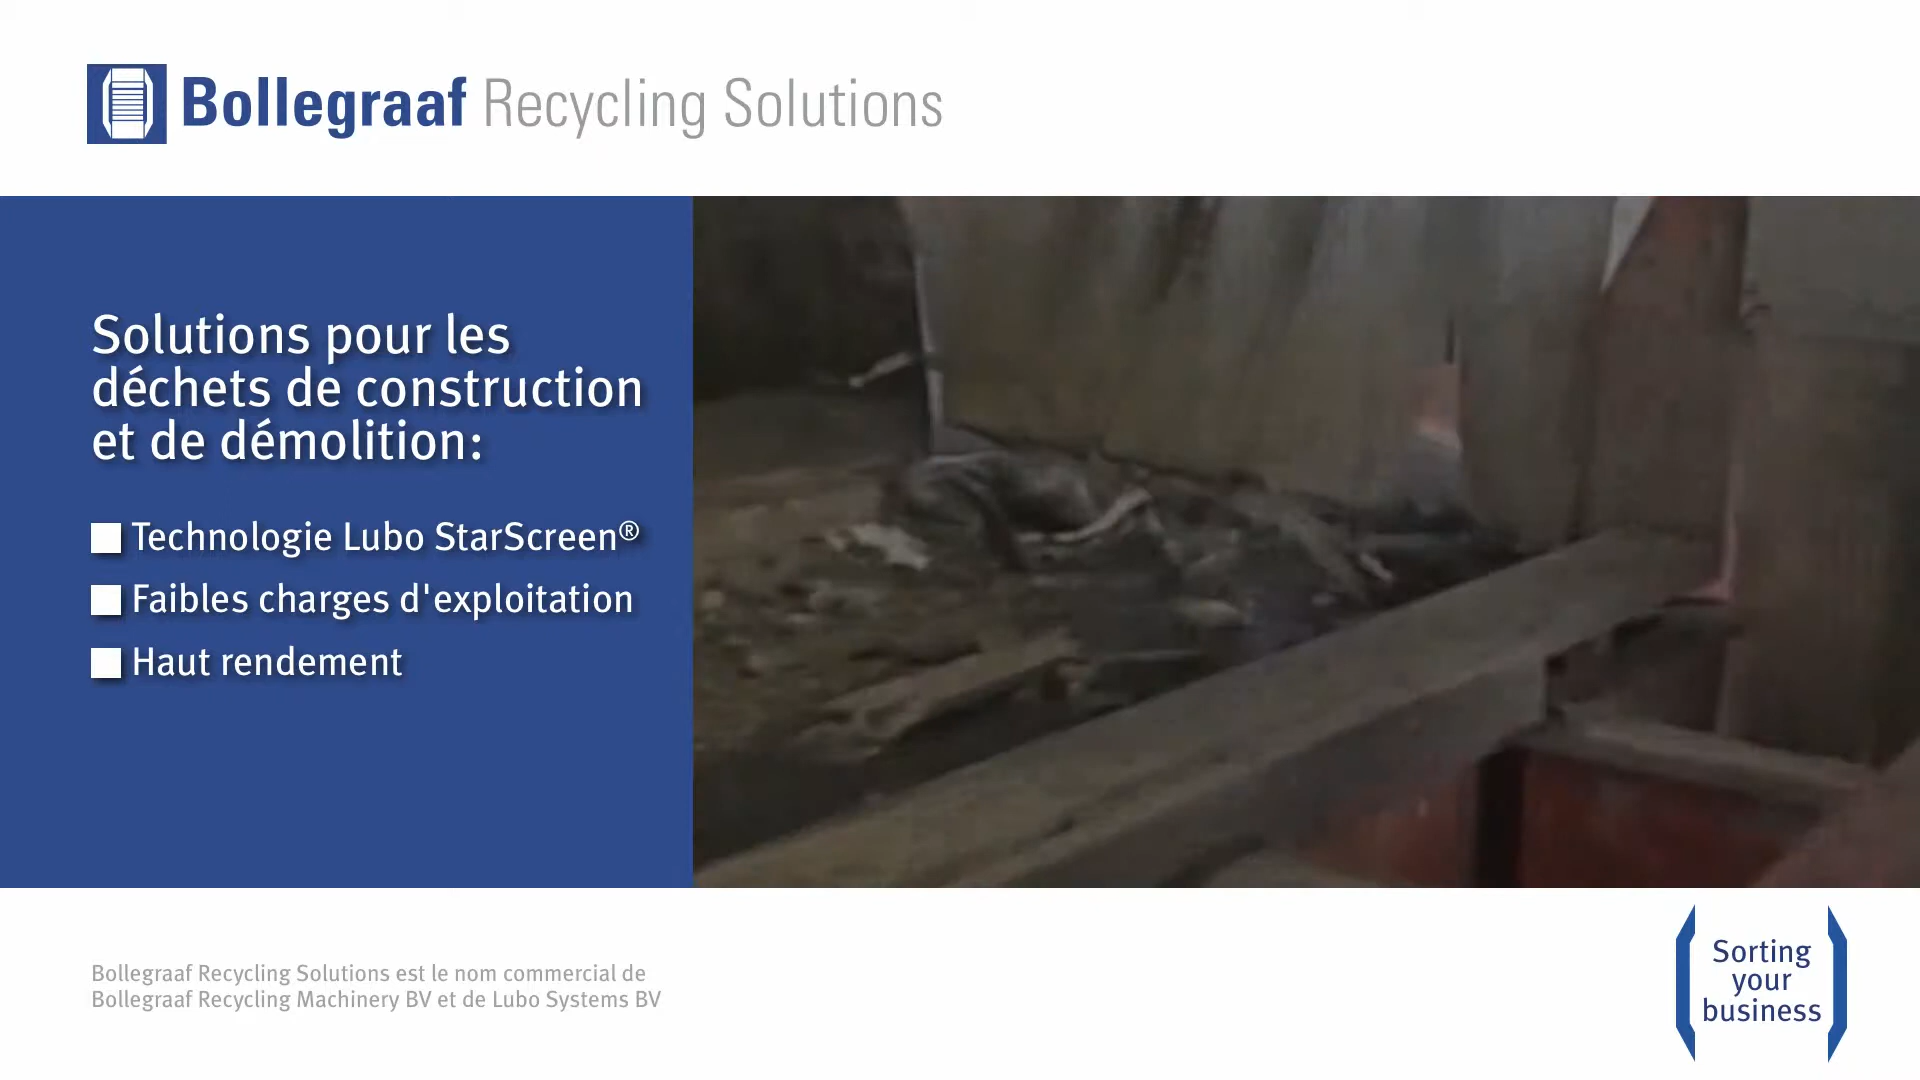 Bollegraaf Recycling Solutions
Solutions pour les
déchets de construction
et de démolition:
Technologie Lubo StarScreen®
Faibles charges d'exploitation
Haut rendement
Bollegraaf Recycling Solutions est le nom commercial de
Bollegraaf Recycling Machinery BV et de Lubo Systems BV
Sorting
your
business